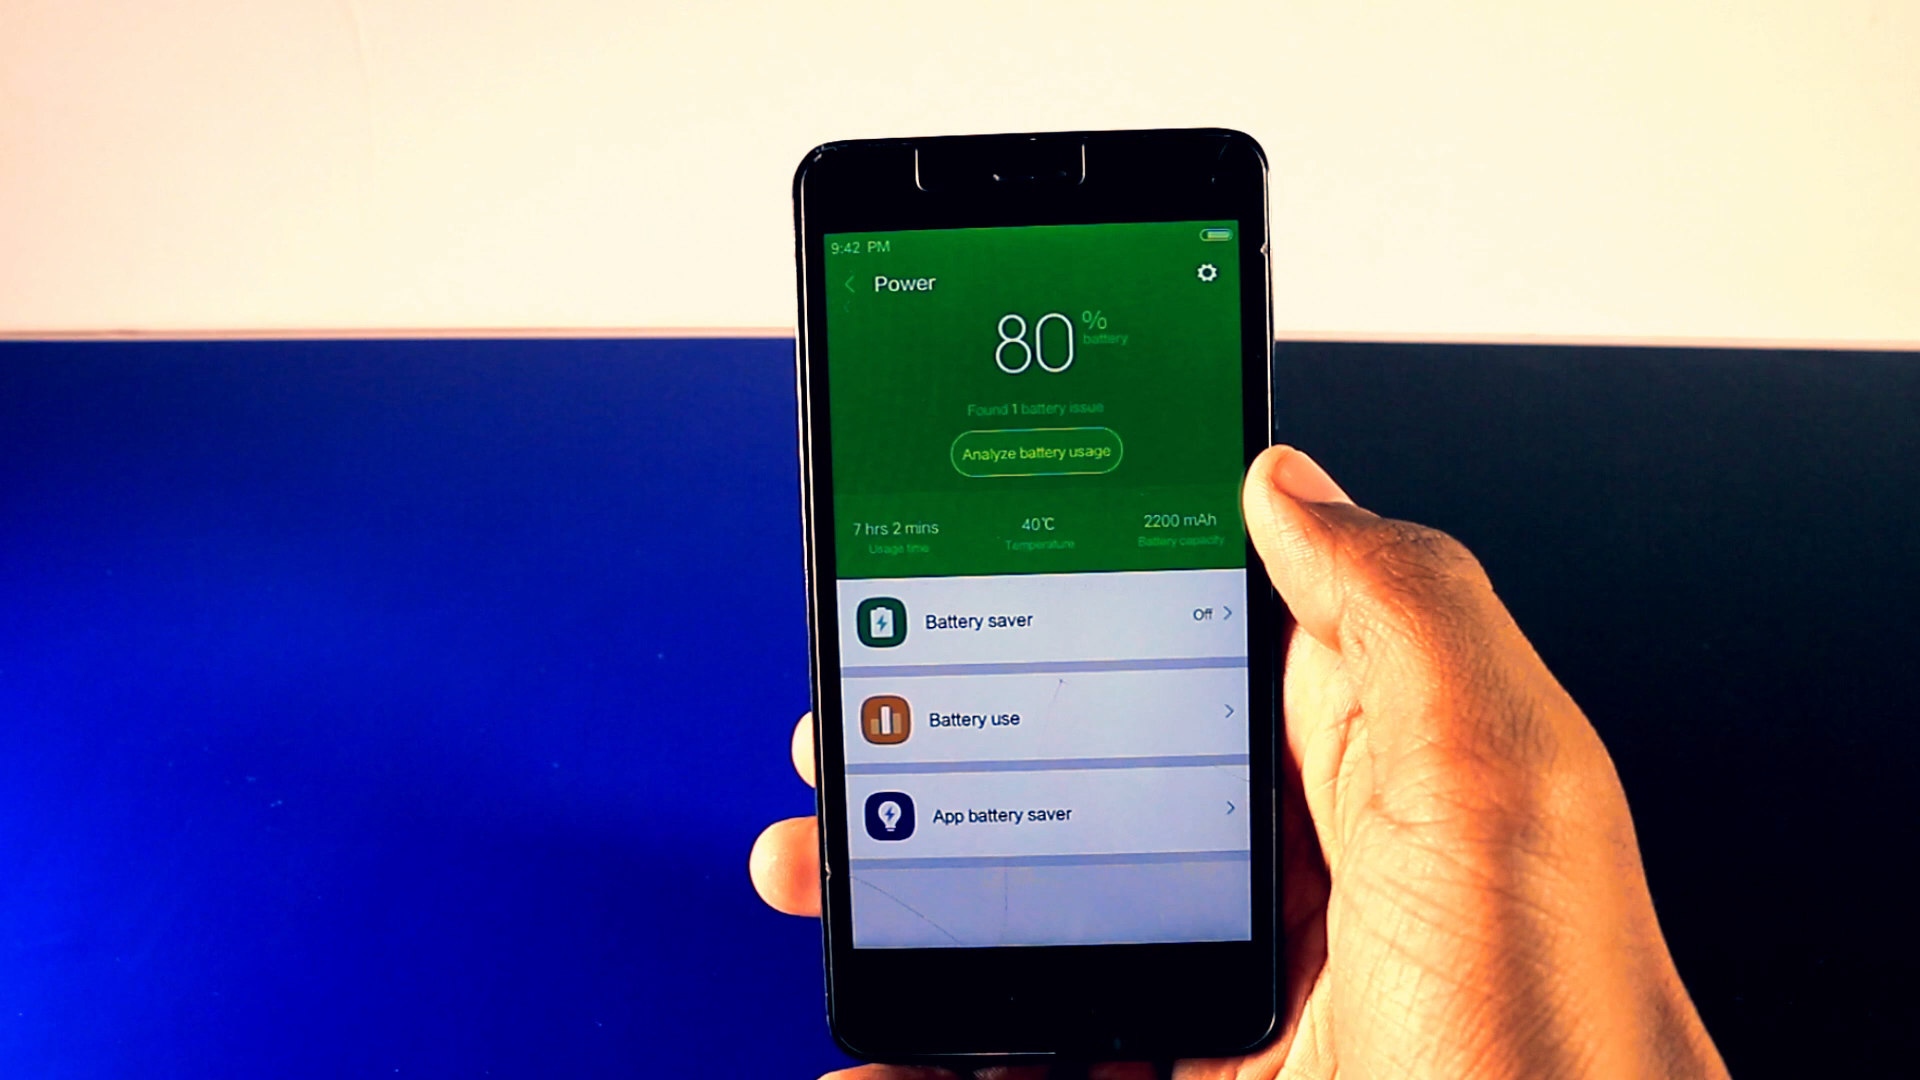 9:42 PM
Power
80 %
battery
Found 1 battery issue
Analyze battery usage
7 hrs 2 mins 40℃ 2200 mAh
Usage time Temperature Battery capacity
Battery saver Off
Battery use
App battery saver